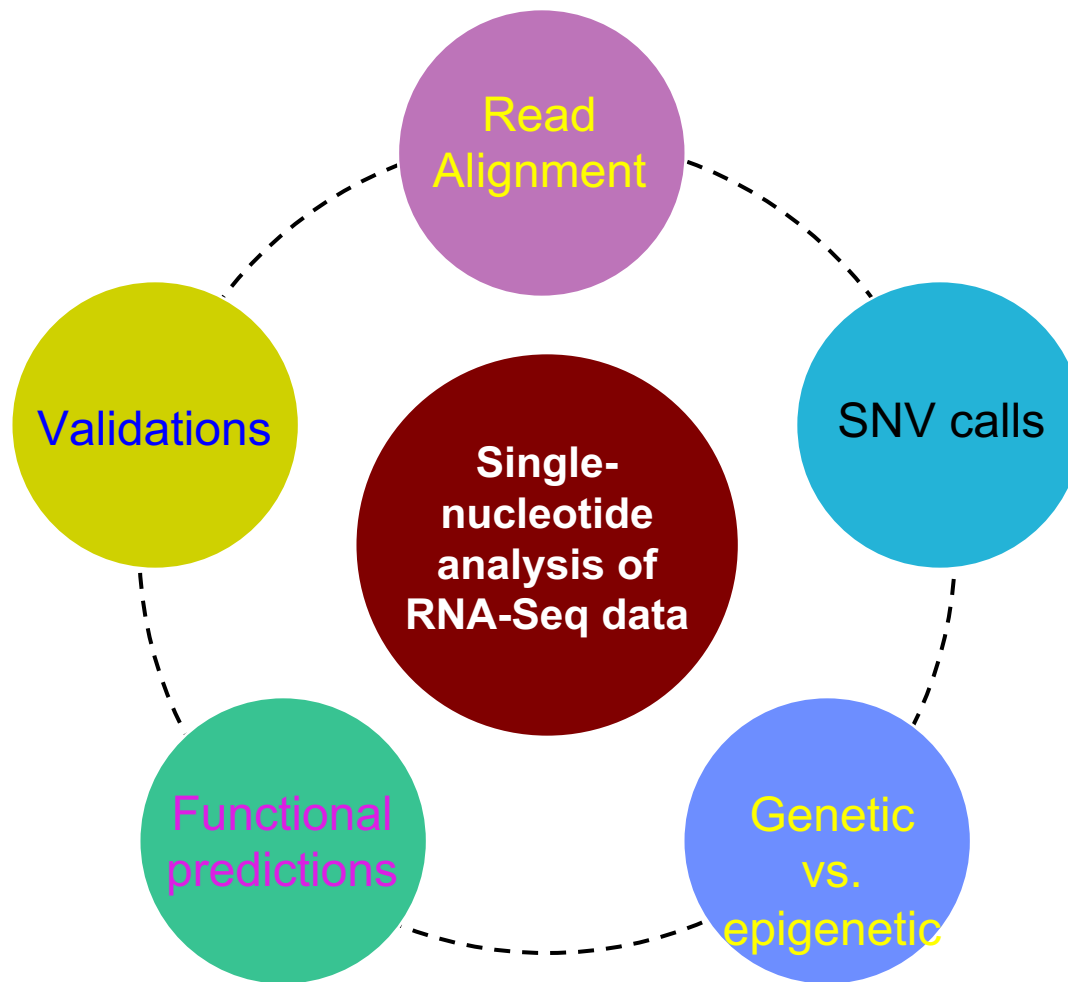 Read
Alignment
SNV calls
Validations
Single-
nucleotide
analysis of
RNA-Seq data
Genetic
vs.
epigenetic
Functional
predictions